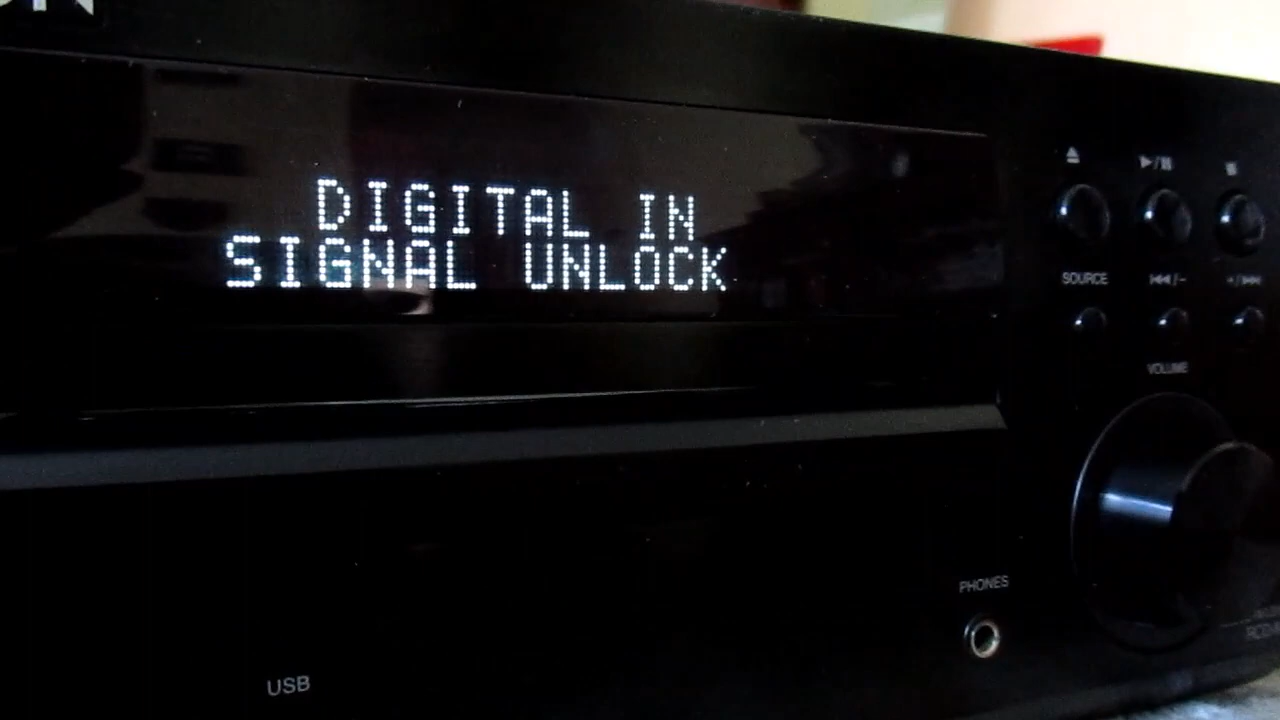 DIGITAL IN
SIGNAL UNLOCK
SOURCE
VOLUME
PHONES
USB